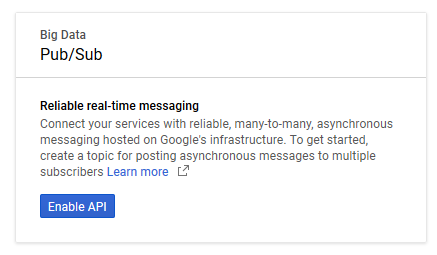 Big Data
Pub/Sub
Reliable real-time messaging
Connect your services with reliable, many-to-many, asynchronous
messaging hosted on Google's infrastructure. To get started,
create a topic for posting asynchronous messages to multiple
subscribers Learn more
Enable API